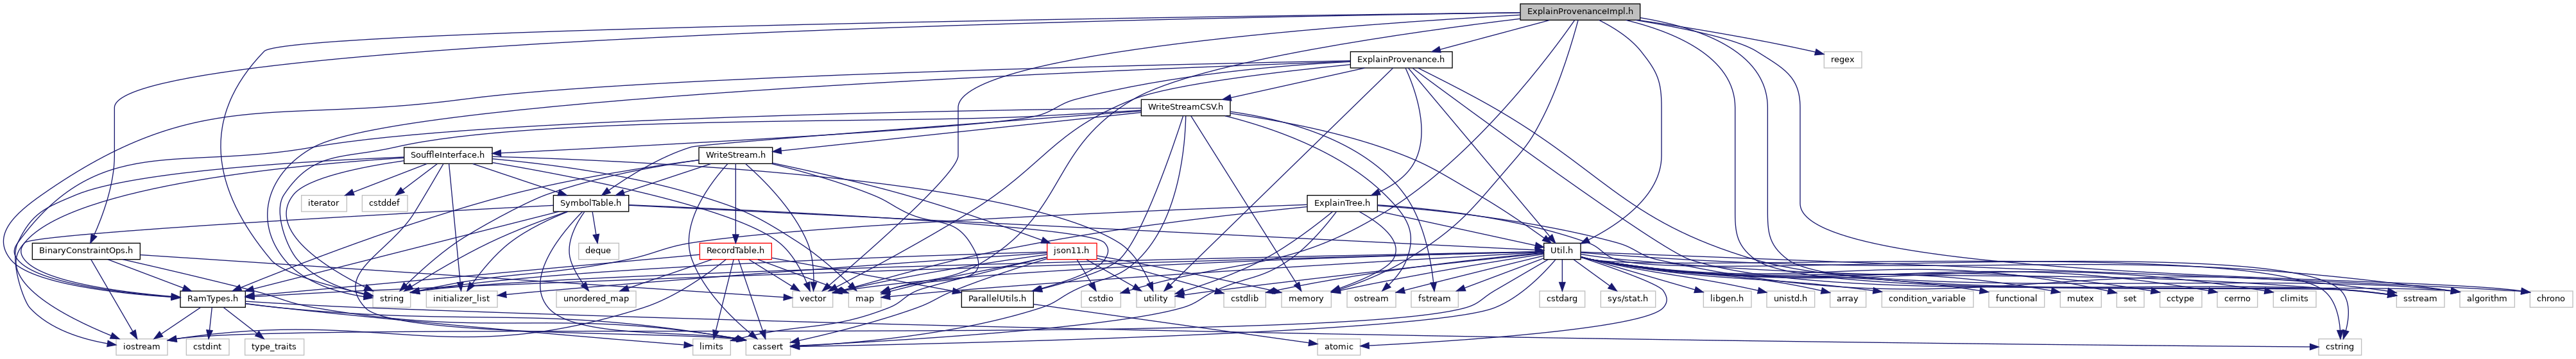 ExplainProvenanceImpl.h
ExplainProvenance.h
regex
WriteStreamCSV.h
SouffleInterface.h
WriteStream.h
iterator
cstddef
SymbolTable.h
ExplainTree.h
BinaryConstraintOps.h
deque
RecordTable.h
json11.h
Util.h
RamTypes.h
string
initializer_list
unordered_map
vector
map
ParallelUtils.h
cstdio
utility
cstdlib
memory
ostream
fstream
cstdarg
sys/stat.h
libgen.h
unistd.h
array
condition_variable
functional
mutex
set
cctype
cerrno
climits
sstream
algorithm
chrono
iostream
cstdint
type_traits
limits
cassert
atomic
cstring